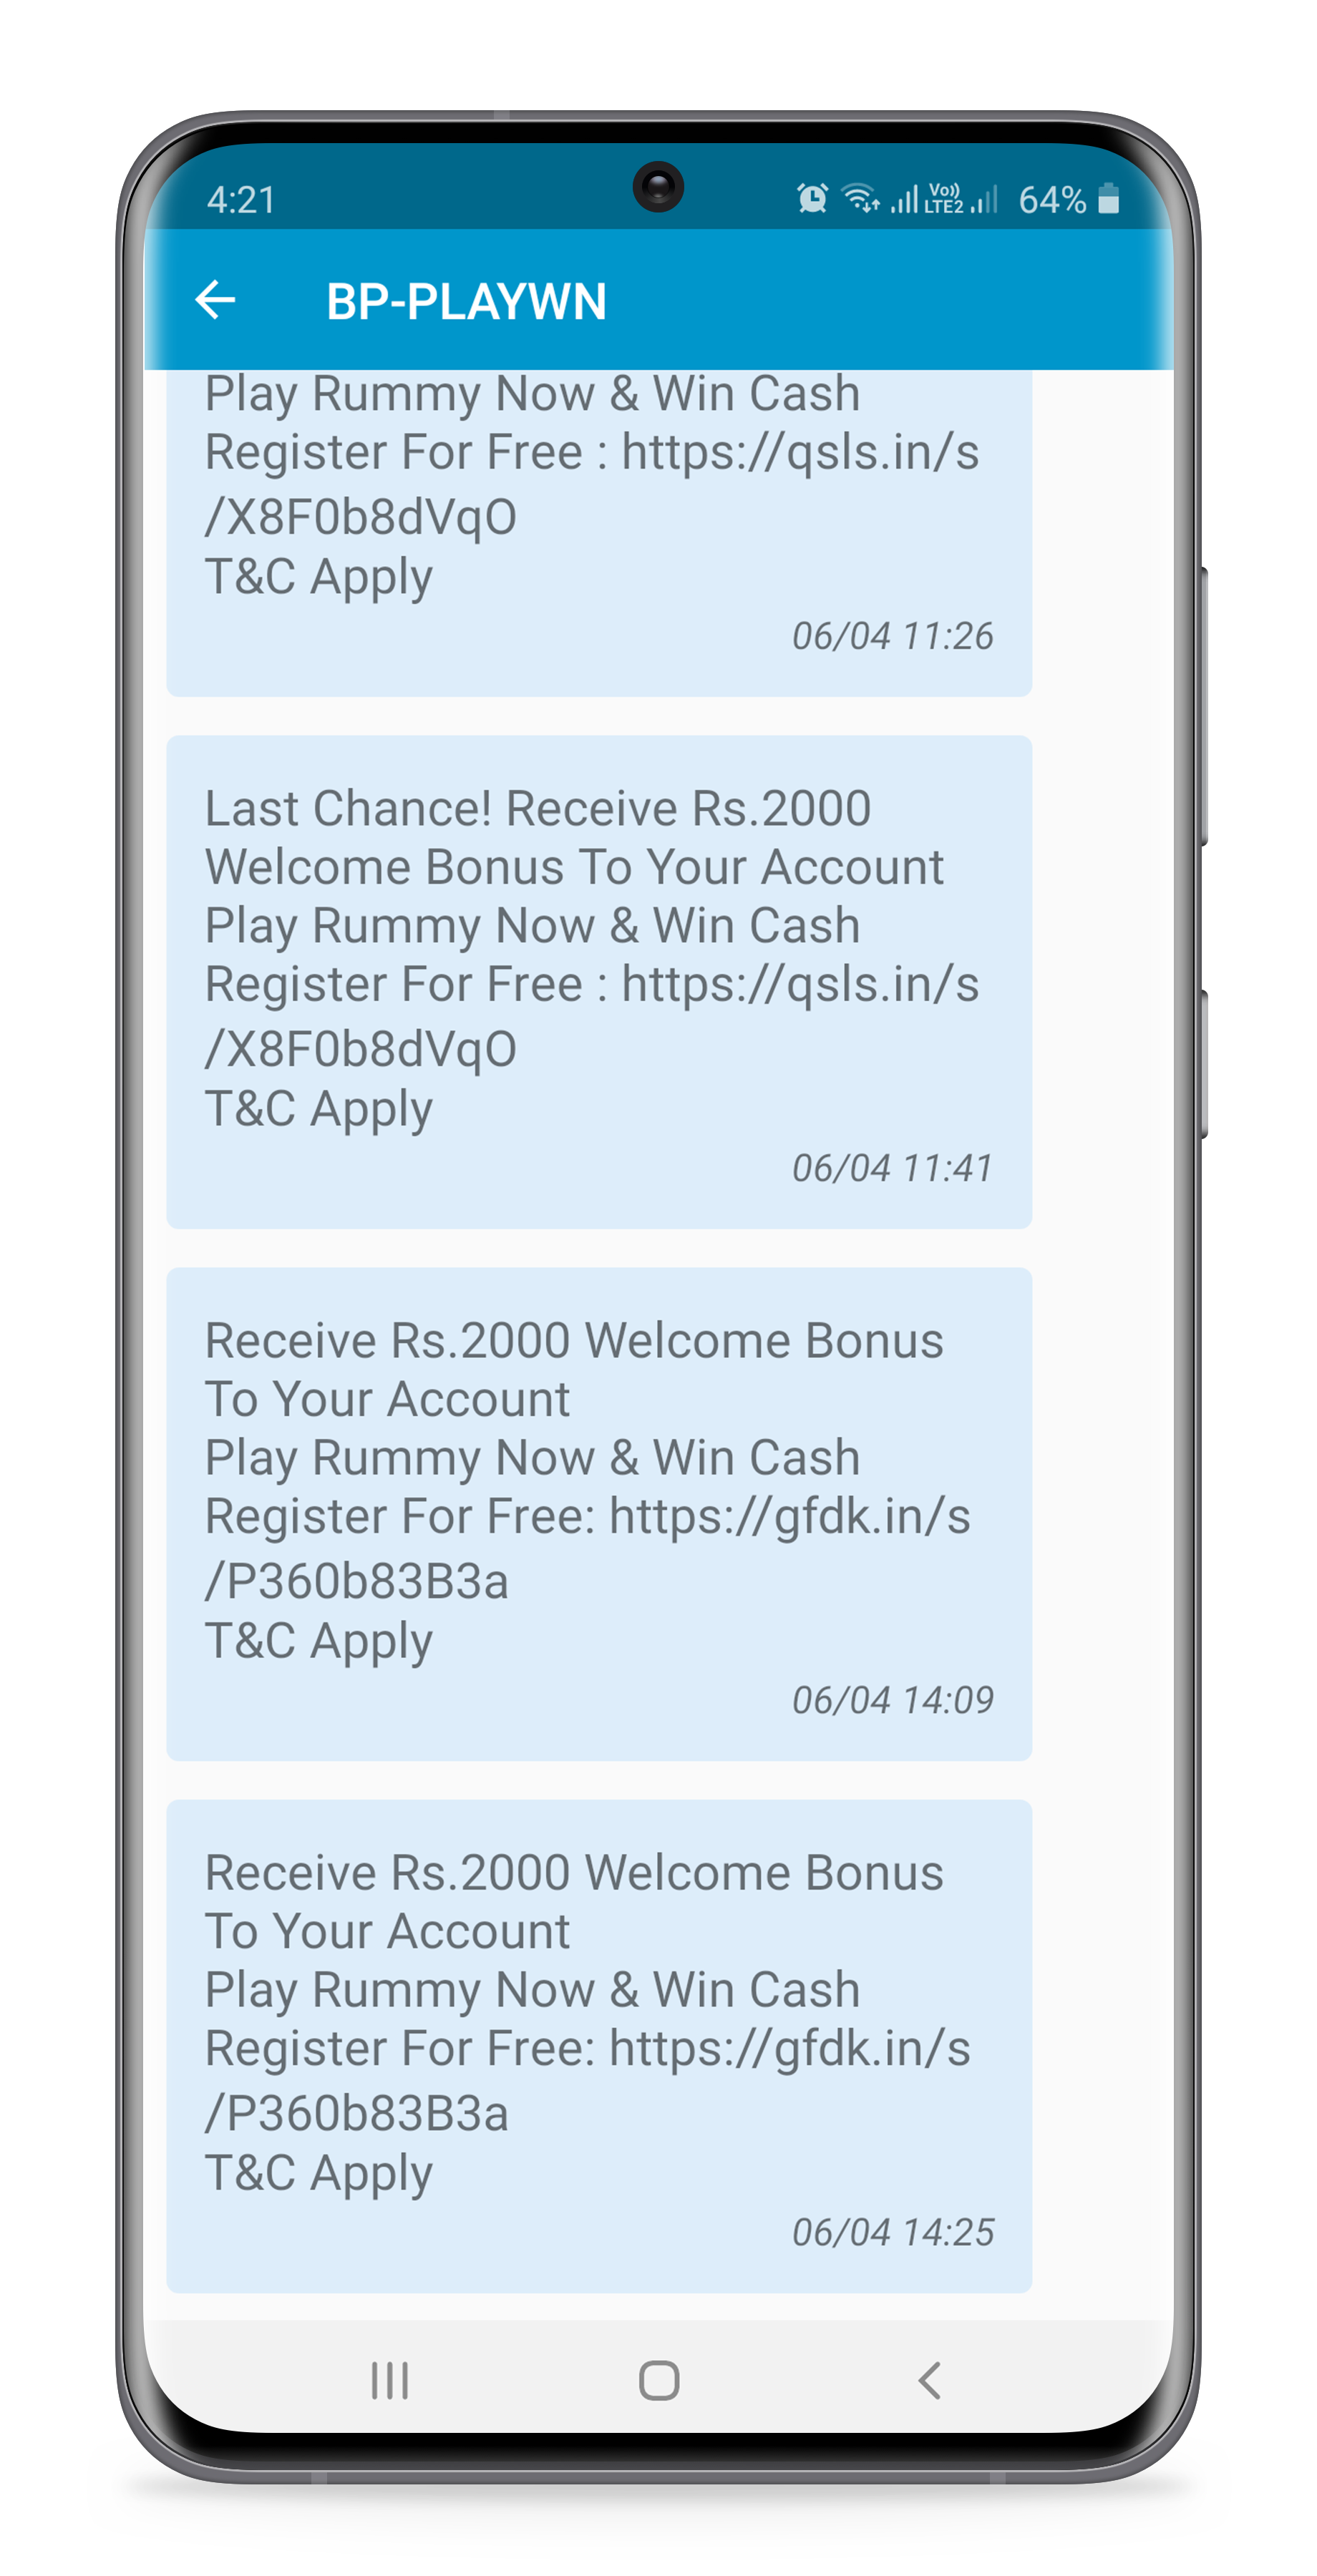 4:21
Vo))
LTE2
64%
BP-PLAYWN
Play Rummy Now & Win Cash
Register For Free : https://qsls.in/s
/X8F0b8dVqO
T&C Apply
06/04 11:26
Last Chance! Receive Rs.2000
Welcome Bonus To Your Account
Play Rummy Now & Win Cash
Register For Free : https://qsls.in/s
/X8F0b8dVqO
T&C Apply
06/04 11:41
Receive Rs.2000 Welcome Bonus
To Your Account
Play Rummy Now & Win Cash
Register For Free: https://gfdk.in/s
/P360b83B3a
T&C Apply
06/04 14:09
Receive Rs.2000 Welcome Bonus
To Your Account
Play Rummy Now & Win Cash
Register For Free: https://gfdk.in/s
/P360b83B3a
T&C Apply
06/04 14:25